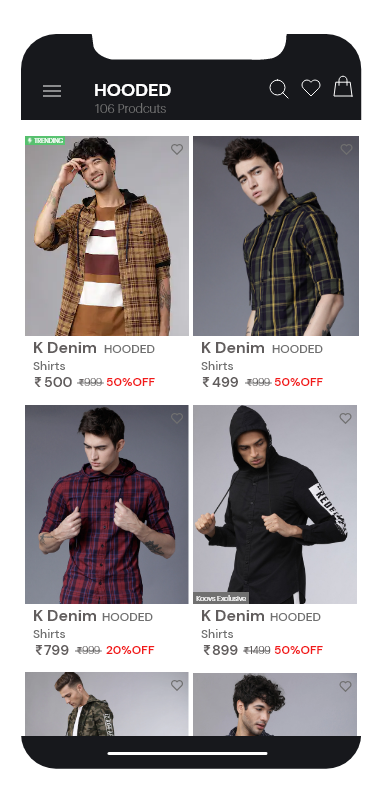 HOODED
106 Prodcuts
TRENDING
K Denim HOODED
Shirts
₹ 500 ₹999 50%OFF
K Denim HOODED
Shirts
₹ 499 ₹999 50%OFF
REDE
Koovs Exclusive
K Denim HOODED
Shirts
₹799 ₹999 20%OFF
K Denim HOODED
Shirts
₹899 ₹1499 50%OFF